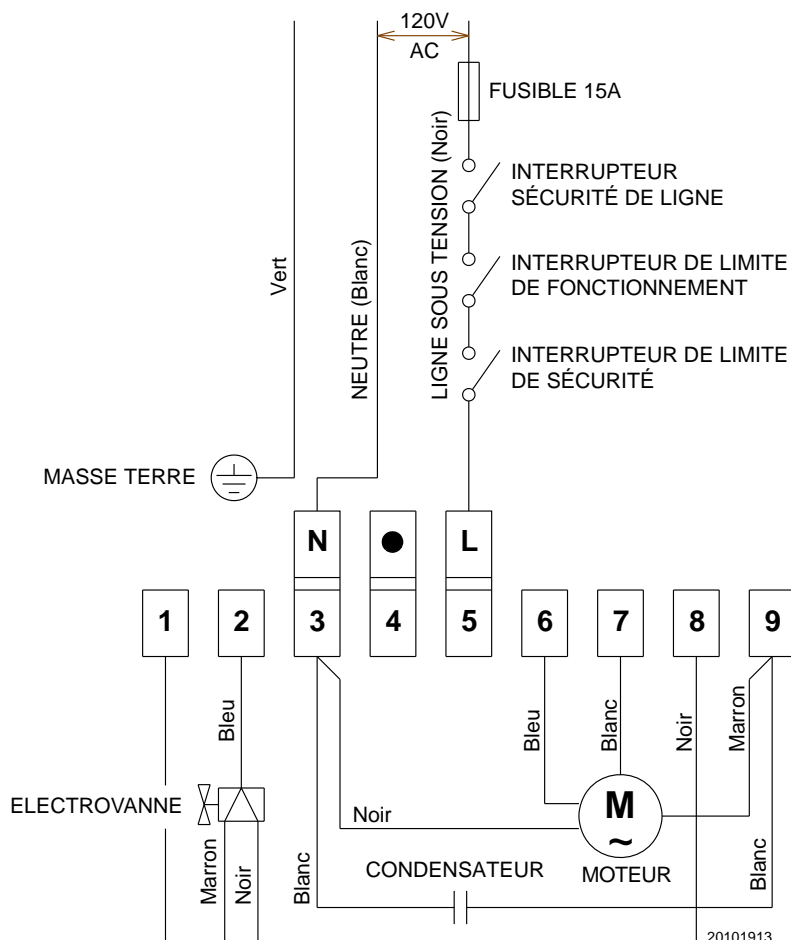 120V
AC
FUSIBLE 15A
INTERRUPTEUR
SÉCURITÉ DE LIGNE
INTERRUPTEUR DE LIMITE
DE FONCTIONNEMENT
INTERRUPTEUR DE LIMITE
DE SÉCURITÉ
Vert
NEUTRE (Blanc)
LIGNE SOUS TENSION (Noir)
MASSE TERRE
N
L
1
2
3
4
5
6
7
8
9
Bleu
Bleu
Blanc
Noir
Marron
ELECTROVANNE
Marron
Noir
Blanc
Noir
CONDENSATEUR
M
~
MOTEUR
Blanc
20101913